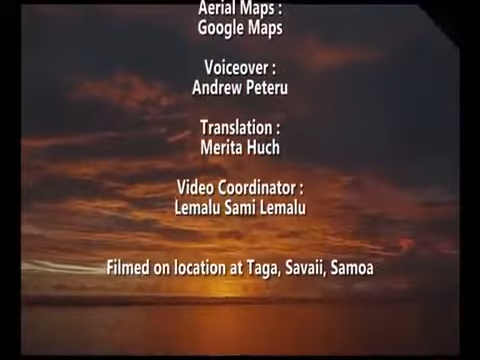 Aerial Maps :
Google Maps
Voiceover :
Andrew Peteru
Translation :
Merita Huch
Video Coordinator :
Lemalu Sami Lemalu
Filmed on location at Taga, Savaii, Samoa